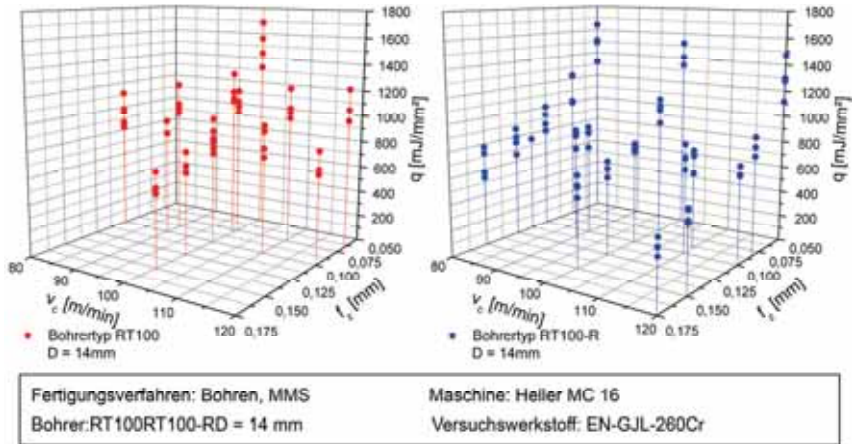 1800
1600
1400
1200
1000
800
600
400
200
q [mJ/mm²]
0,050
0,075
0,100
0,125
0,150
0,175
f_z [mm]
80
90
100
110
120
v_c [m/min]
Bohrertyp RT100
D = 14mm
1800
1600
1400
1200
1000
800
600
400
200
q [mJ/mm²]
0,050
0,075
0,100
0,125
0,150
0,175
f_z [mm]
80
90
100
110
120
v_c [m/min]
Bohrertyp RT100-R
D = 14mm
Fertigungsverfahren: Bohren, MMS
Maschine: Heller MC 16
Bohrer:RT100RT100-RD = 14 mm
Versuchswerkstoff: EN-GJL-260Cr